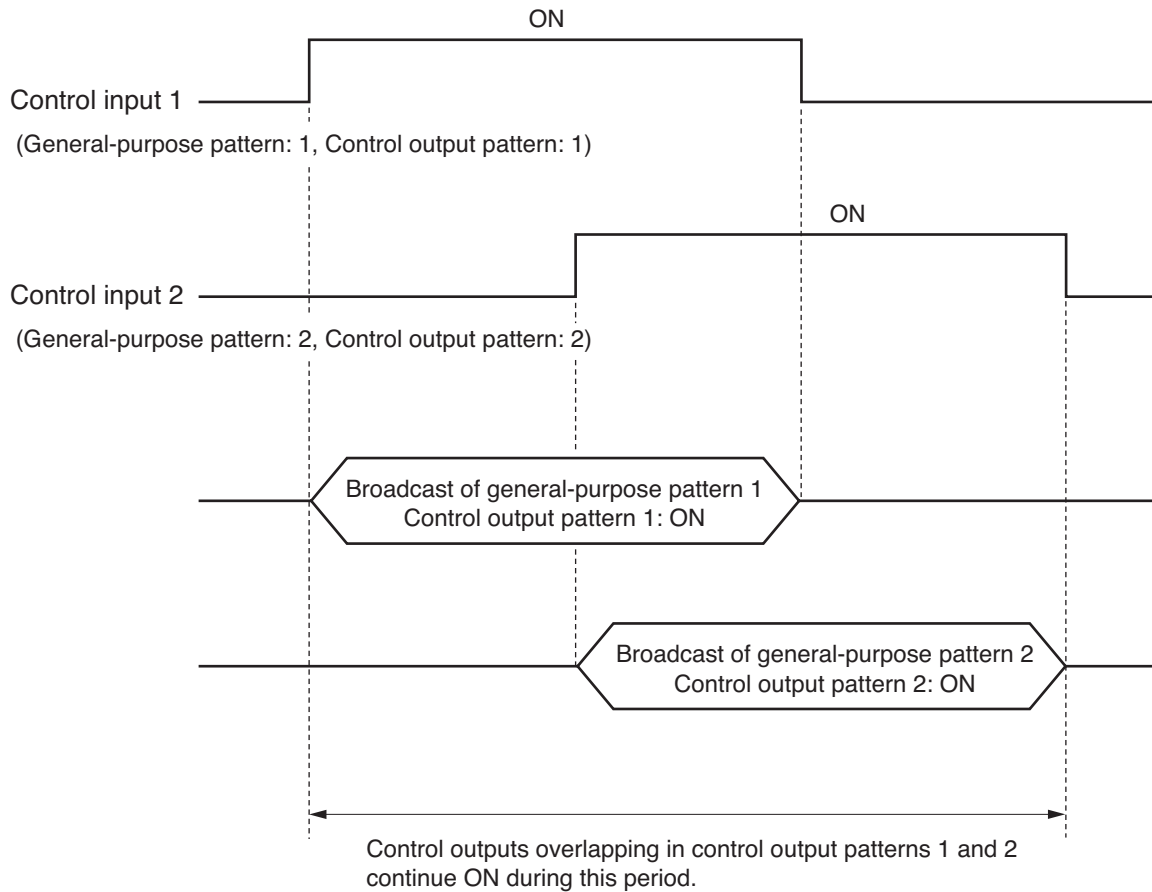 ON
Control input 1
(General-purpose pattern: 1, Control output pattern: 1)
ON
Control input 2
(General-purpose pattern: 2, Control output pattern: 2)
Broadcast of general-purpose pattern 1
Control output pattern 1: ON
Broadcast of general-purpose pattern 2
Control output pattern 2: ON
Control outputs overlapping in control output patterns 1 and 2
continue ON during this period.